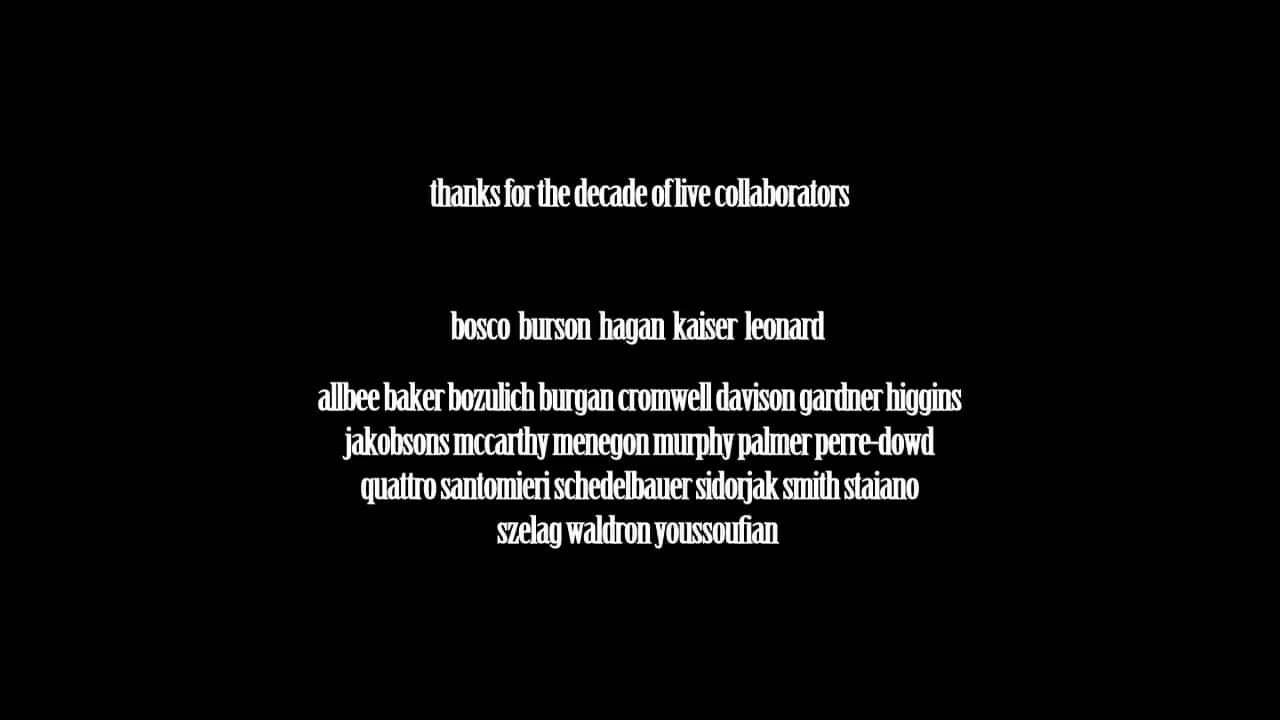 thanks for the decade of live collaborators
bosco burson hagan kaiser leonard
allbee baker bozulich burgan cromwell davison gardner higgins
jakobsons mccarthy menegon murphy palmer perre-dowd
quattro santomieri schedelbauer sidorjak smith staiano
szelag waldron youssoufian